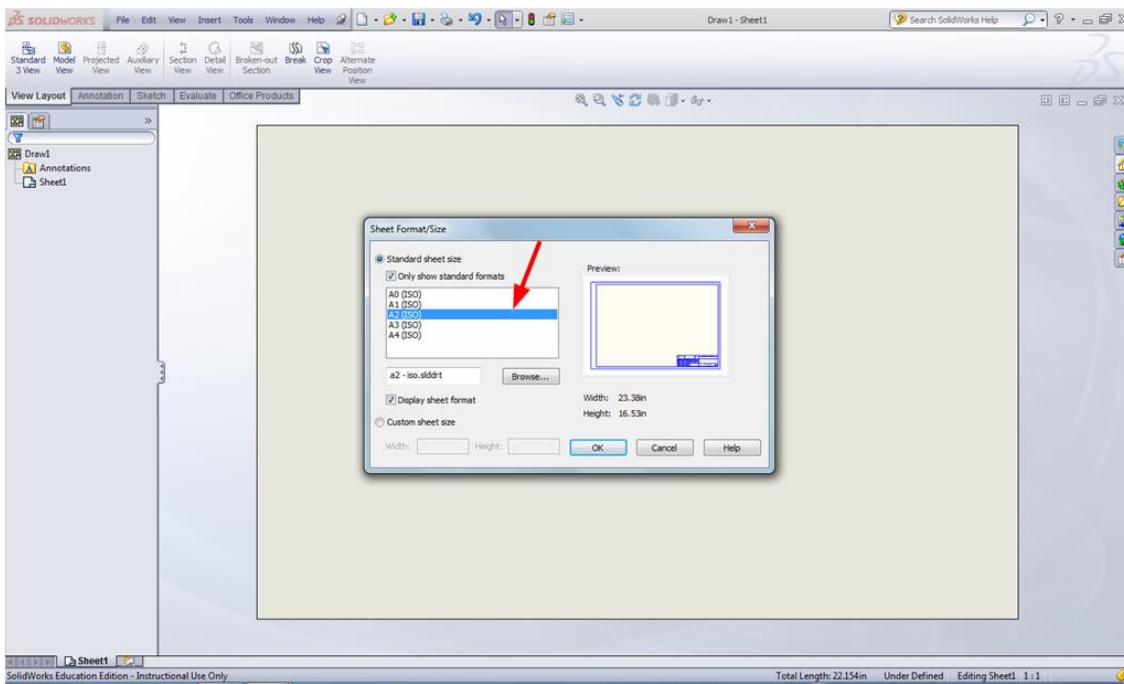 SOLIDWORKS File Edit View Insert Tools Window Help Draw1 - Sheet1 Search SolidWorks Help
Standard 3 View Model View Projected View Auxiliary View Section View Detail View Broken-out Section Break Crop View Alternate Position View
View Layout Annotation Sketch Evaluate Office Products
Draw1
Annotations
Sheet1
Sheet Format/Size
Standard sheet size
Only show standard formats
Preview:
A0 (ISO)
A1 (ISO)
A2 (ISO)
A3 (ISO)
A4 (ISO)
a2 - iso.slddrt Browse...
Display sheet format
Width: 23.38in
Height: 16.53in
Custom sheet size
Width: Height: OK Cancel Help
Sheet1
SolidWorks Education Edition - Instructional Use Only Total Length: 22.154in Under Defined Editing Sheet1 1 : 1